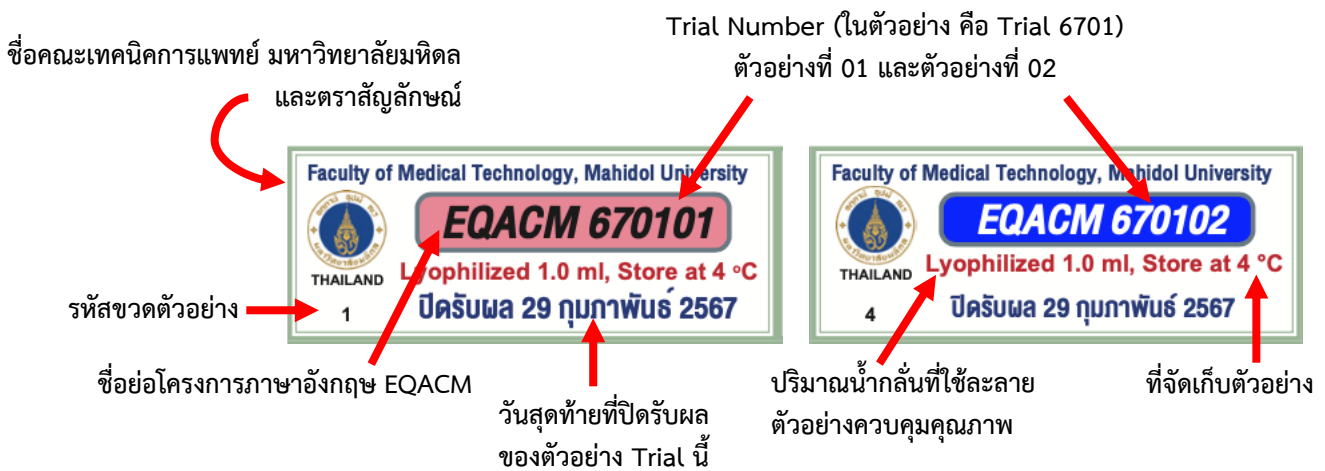 Trial Number (ในตัวอย่าง คือ Trial 6701)
ตัวอย่างที่ 01 และตัวอย่างที่ 02
ชื่อคณะเทคนิคการแพทย์ มหาวิทยาลัยมหิดล
และตราสัญลักษณ์
Faculty of Medical Technology, Mahidol University
EQACM 670101
THAILAND
Lyophilized 1.0 ml, Store at 4 °C
1
ปิดรับผล 29 กุมภาพันธ์ 2567
Faculty of Medical Technology, Mahidol University
EQACM 670102
THAILAND
Lyophilized 1.0 ml, Store at 4 °C
4
ปิดรับผล 29 กุมภาพันธ์ 2567
รหัสขวดตัวอย่าง
ชื่อย่อโครงการภาษาอังกฤษ EQACM
วันสุดท้ายที่ปิดรับผล
ของตัวอย่าง Trial นี้
ปริมาณน้ำกลั่นที่ใช้ละลาย
ตัวอย่างควบคุมคุณภาพ
ที่จัดเก็บตัวอย่าง